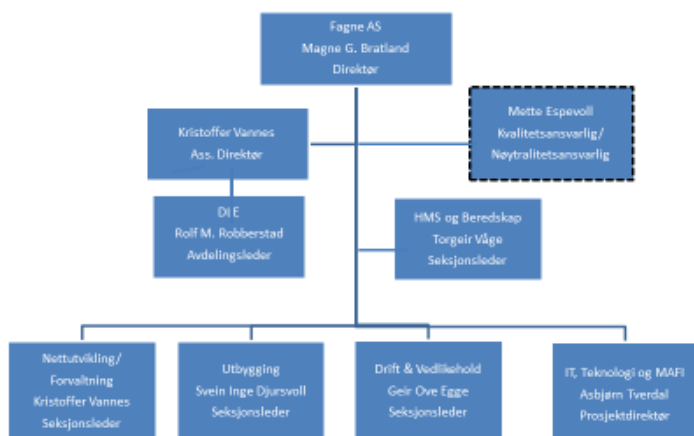 Fagne AS
Magne G. Bratland
Direktør
Kristoffer Vannes
Ass. Direktør
Mette Espevoll
Kvalitetsansvarlig/
Nøytralitetsansvarlig
DI E
Rolf M. Robberstad
Avdelingsleder
HMS og Beredskap
Torgeir Våge
Seksjonsleder
Nettutvikling/
Forvaltning
Kristoffer Vannes
Seksjonsleder
Utbygging
Svein Inge Djursvoll
Seksjonsleder
Drift & Vedlikehold
Geir Ove Egge
Seksjonsleder
IT, Teknologi og MAFI
Asbjørn Tverdal
Prosjektdirektør